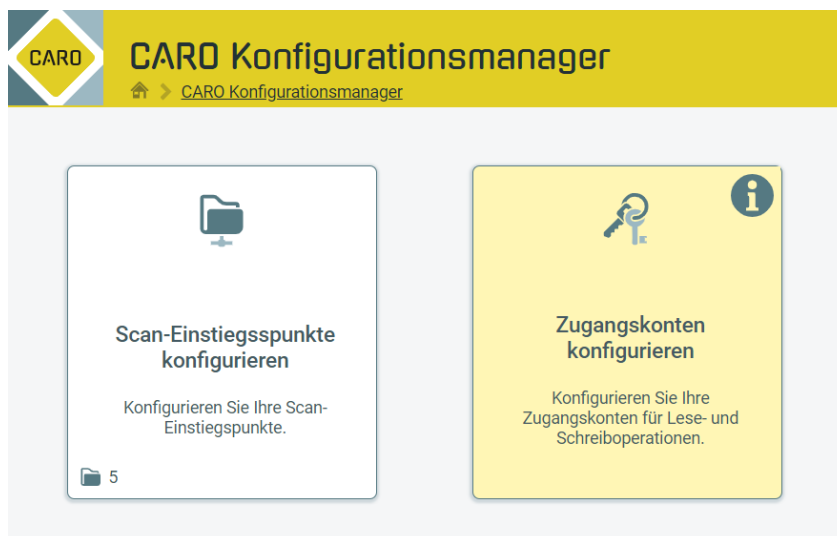 CARO
CARO Konfigurationsmanager
CARO Konfigurationsmanager
Scan-Einstiegsspunkte
konfigurieren
Konfigurieren Sie Ihre Scan-
Einstiegspunkte.
5
Zugangskonten
konfigurieren
Konfigurieren Sie Ihre
Zugangskonten für Lese- und
Schreiboperationen.